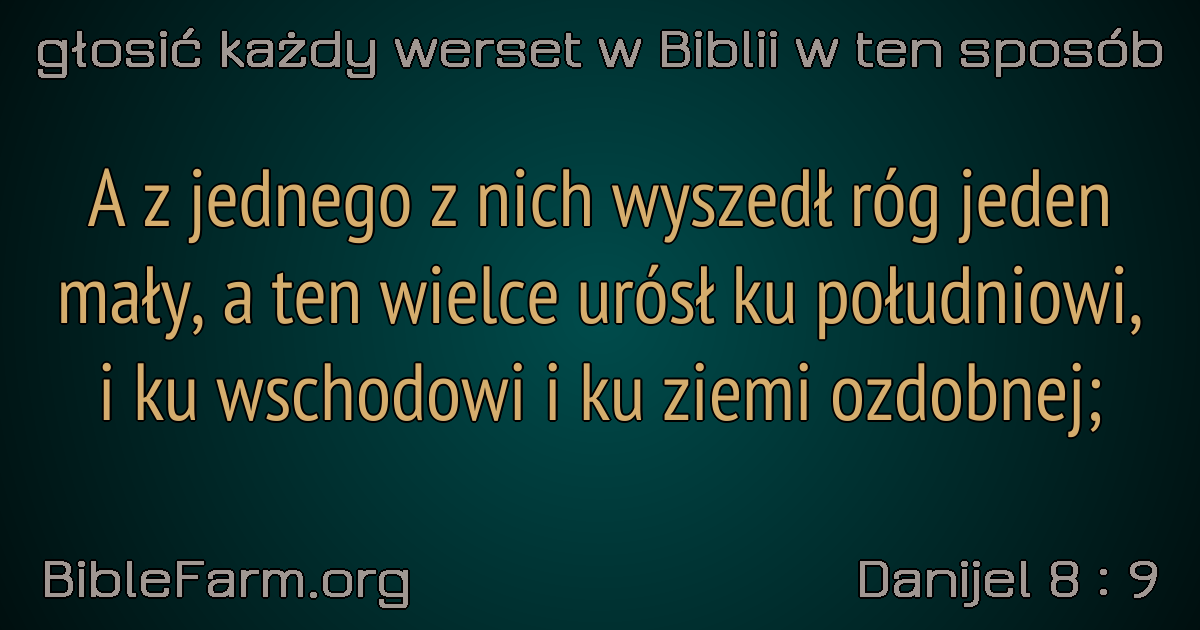 głosić każdy werset w Biblii w ten sposób
A z jednego z nich wyszedł róg jeden
mały, a ten wielce urósł ku południowi,
i ku wschodowi i ku ziemi ozdobnej;
BibleFarm.org
Danijel 8 : 9